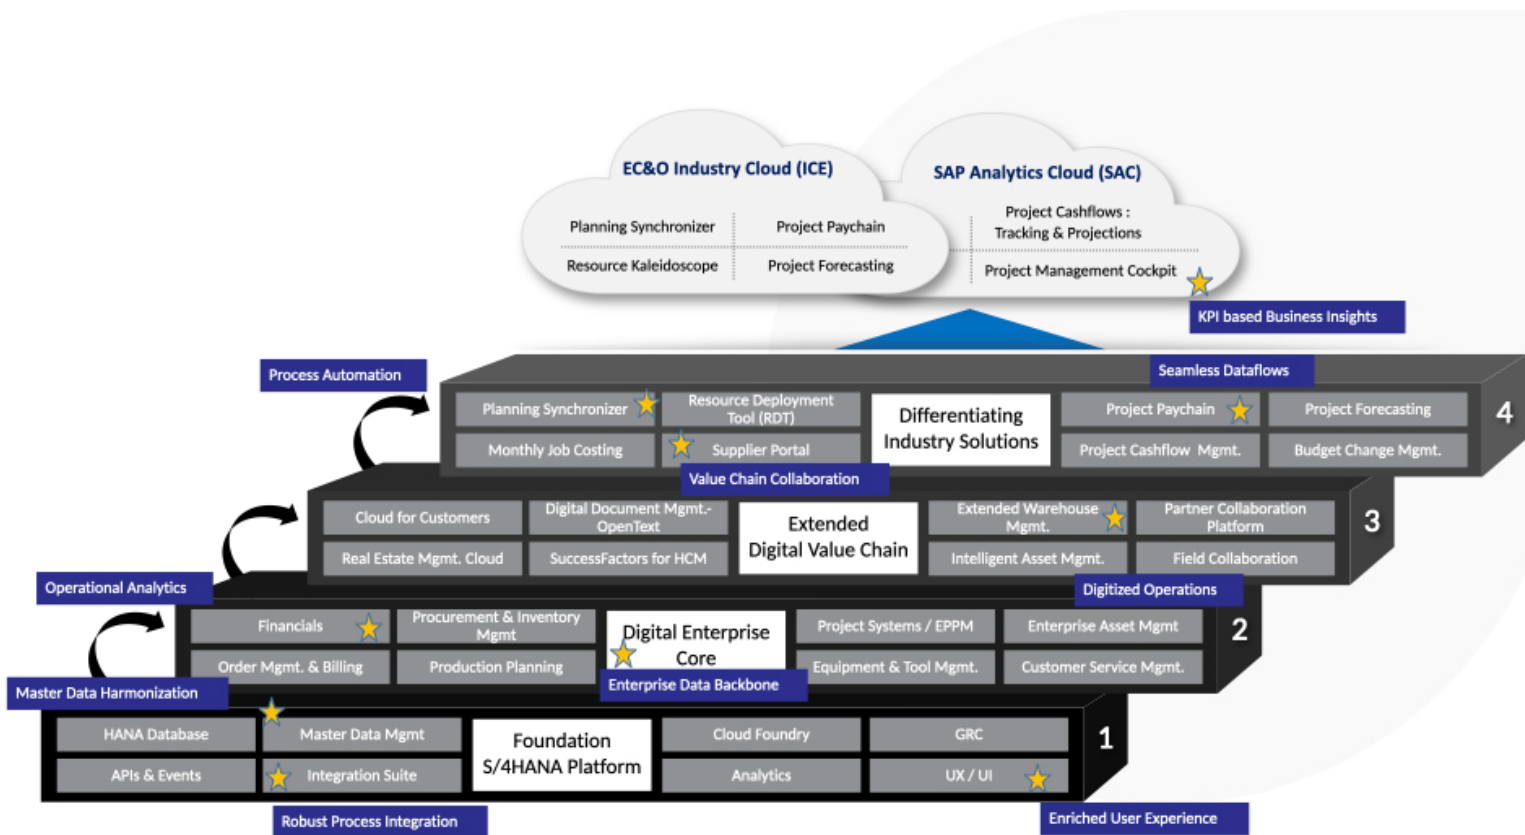 EC&O Industry Cloud (ICE)
Planning Synchronizer
Project Paychain
Resource Kaleidoscope
Project Forecasting
SAP Analytics Cloud (SAC)
Project Cashflows :
Tracking & Projections
Project Management Cockpit
KPI based Business Insights
Process Automation
Seamless Dataflows
Planning Synchronizer
Resource Deployment
Tool (RDT)
Differentiating
Industry Solutions
Project Paychain
Project Forecasting
4
Monthly Job Costing
Supplier Portal
Project Cashflow Mgmt.
Budget Change Mgmt.
Value Chain Collaboration
Cloud for Customers
Digital Document Mgmt.-
OpenText
Extended
Digital Value Chain
Extended Warehouse
Mgmt.
Partner Collaboration
Platform
3
Real Estate Mgmt. Cloud
SuccessFactors for HCM
Intelligent Asset Mgmt.
Field Collaboration
Operational Analytics
Digitized Operations
Financials
Procurement & Inventory
Mgmt
Digital Enterprise
Core
Project Systems / EPPM
Enterprise Asset Mgmt
2
Order Mgmt. & Billing
Production Planning
Equipment & Tool Mgmt.
Customer Service Mgmt.
Enterprise Data Backbone
Master Data Harmonization
HANA Database
Master Data Mgmt
Foundation
S/4HANA Platform
Cloud Foundry
GRC
1
APIs & Events
Integration Suite
Analytics
UX / UI
Robust Process Integration
Enriched User Experience